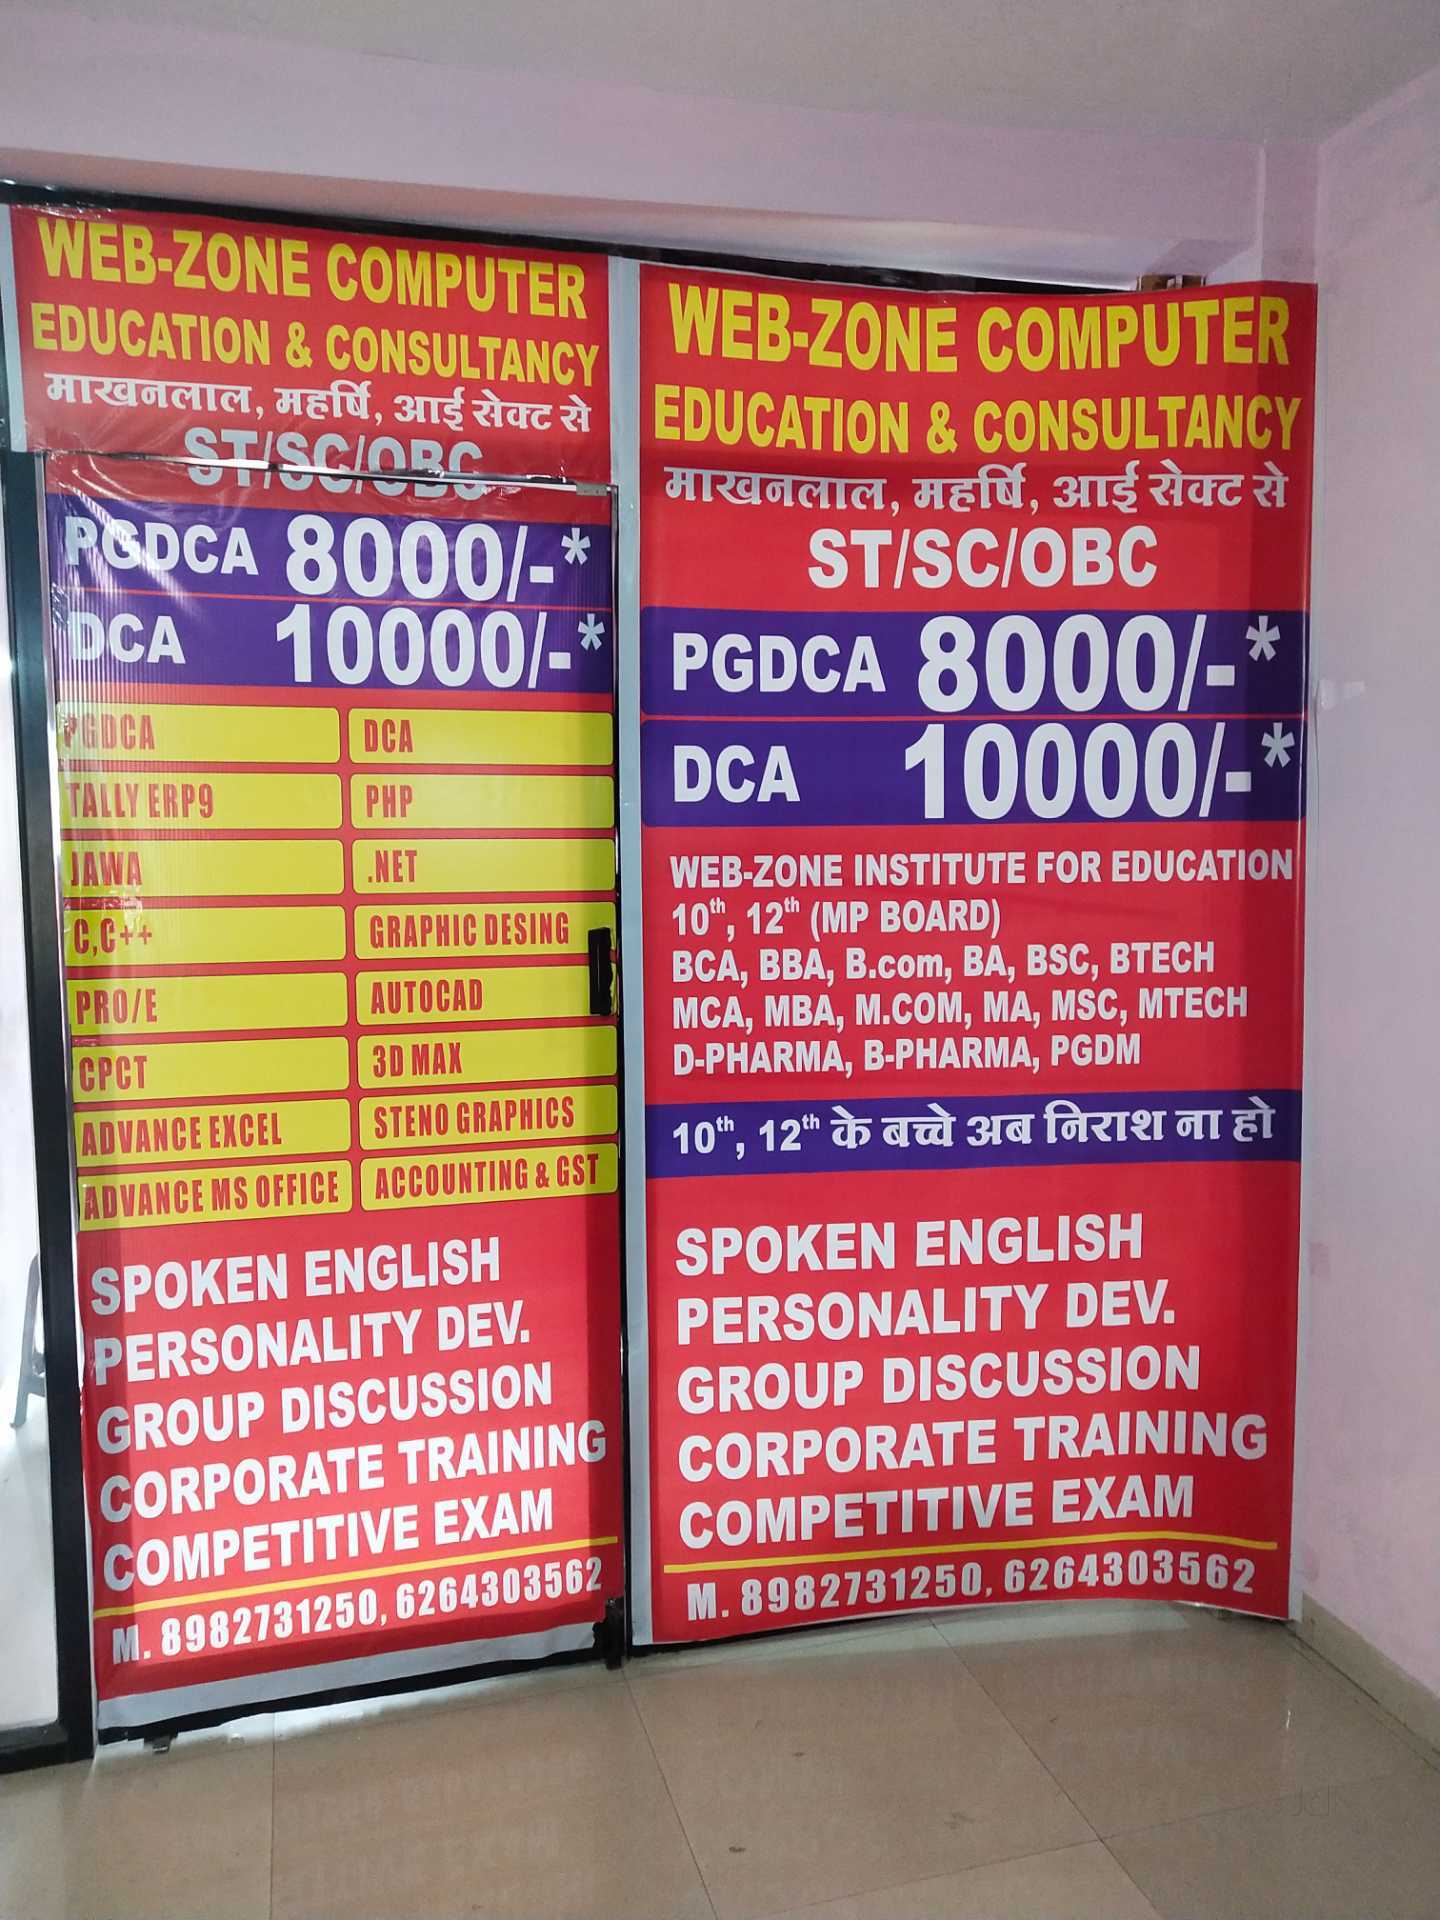 WEB-ZONE COMPUTER
EDUCATION & CONSULTANCY
माखनलाल, महर्षि, आई सेक्ट से
ST/SC/OBC
PGDCA 8000/-*
DCA 10000/-*
PGDCA DCA
TALLY ERP9 PHP
JAWA .NET
C,C++ GRAPHIC DESING
PRO/E AUTOCAD
CPCT 3D MAX
ADVANCE EXCEL STENO GRAPHICS
ADVANCE MS OFFICE ACCOUNTING & GST
SPOKEN ENGLISH
PERSONALITY DEV.
GROUP DISCUSSION
CORPORATE TRAINING
COMPETITIVE EXAM
M. 8982731250, 6264303562
WEB-ZONE COMPUTER
EDUCATION & CONSULTANCY
माखनलाल, महर्षि, आई सेक्ट से
ST/SC/OBC
PGDCA 8000/-*
DCA 10000/-*
WEB-ZONE INSTITUTE FOR EDUCATION
10th, 12th (MP BOARD)
BCA, BBA, B.com, BA, BSC, BTECH
MCA, MBA, M.COM, MA, MSC, MTECH
D-PHARMA, B-PHARMA, PGDM
10th, 12th के बच्चे अब निराश ना हो
SPOKEN ENGLISH
PERSONALITY DEV.
GROUP DISCUSSION
CORPORATE TRAINING
COMPETITIVE EXAM
M. 8982731250, 6264303562